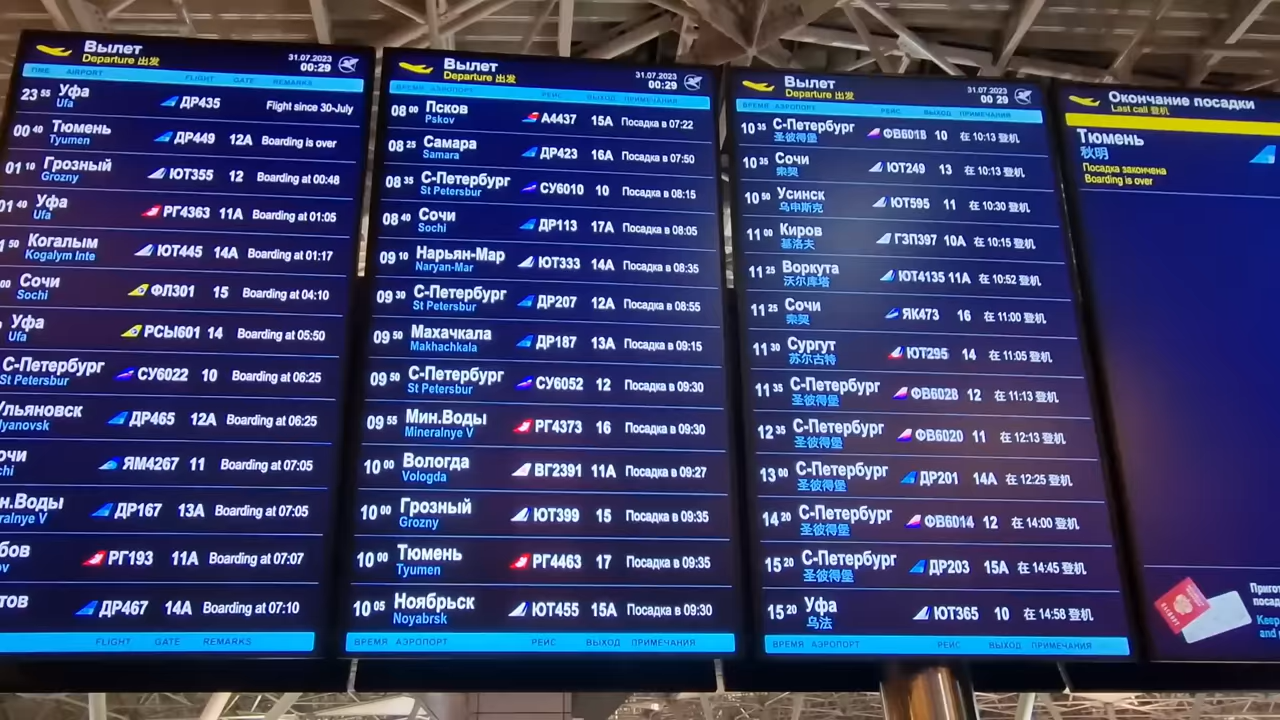 Вылет
Departure 出发
31.07.2023
00:29
TIME AIRPORT FLIGHT GATE REMARKS
23 55 Уфа ДР435 Flight since 30-July
Ufa
00 40 Тюмень ДР449 12A Boarding is over
Tyumen
01 10 Грозный ЮТ355 12 Boarding at 00:48
Grozny
01 40 Уфа РГ4363 11A Boarding at 01:05
Ufa
50 Когалым ЮТ445 14A Boarding at 01:17
Kogalym Inte
00 Сочи ФЛ301 15 Boarding at 04:10
Sochi
Уфа РСЫ601 14 Boarding at 05:50
Ufa
С-Петербург СУ6022 10 Boarding at 06:25
St Petersbur
Ульяновск ДР465 12A Boarding at 06:25
lyanovsk
очи ЯМ4267 11 Boarding at 07:05
chi
н.Воды ДР167 13A Boarding at 07:05
ralnye V
бов РГ193 11A Boarding at 07:07
ov
тов ДР467 14A Boarding at 07:10
FLIGHT GATE REMARKS
Вылет
Departure 出发
31.07.2023
00:29
ВРЕМЯ АЭРОПОРТ РЕЙС ВЫХОД ПРИМЕЧАНИЯ
08 00 Псков А4437 15A Посадка в 07:22
Pskov
08 25 Самара ДР423 16A Посадка в 07:50
Samara
08 35 С-Петербург СУ6010 10 Посадка в 08:15
St Petersbur
08 40 Сочи ДР113 17A Посадка в 08:05
Sochi
09 10 Нарьян-Мар ЮТ333 14A Посадка в 08:35
Naryan-Mar
09 30 С-Петербург ДР207 12A Посадка в 08:55
St Petersbur
09 50 Махачкала ДР187 13A Посадка в 09:15
Makhachkala
09 50 С-Петербург СУ6052 12 Посадка в 09:30
St Petersbur
09 55 Мин.Воды РГ4373 16 Посадка в 09:30
Mineralnye V
10 00 Вологда ВГ2391 11A Посадка в 09:27
Vologda
10 00 Грозный ЮТ399 15 Посадка в 09:35
Grozny
10 00 Тюмень РГ4463 17 Посадка в 09:35
Tyumen
10 05 Ноябрьск ЮТ455 15A Посадка в 09:30
Noyabrsk
ВРЕМЯ АЭРОПОРТ РЕЙС ВЫХОД ПРИМЕЧАНИЯ
Вылет
Departure 出发
31.07.2023
00 29
ВРЕМЯ АЭРОПОРТ РЕЙС ВЫХОД ПРИМЕЧАНИЯ
10 35 С-Петербург ФВ6018 10 在 10:13 登机
圣彼得堡
10 35 Сочи ЮТ249 13 在 10:13 登机
索契
10 50 Усинск ЮТ595 11 在 10:30 登机
乌申斯克
11 00 Киров ГЗП397 10A 在 10:15 登机
基洛夫
11 25 Воркута ЮТ4135 11A 在 10:52 登机
沃尔库塔
11 25 Сочи ЯК473 16 在 11:00 登机
索契
11 30 Сургут ЮТ295 14 在 11:05 登机
苏尔古特
11 35 С-Петербург ФВ6028 12 在 11:13 登机
圣彼得堡
12 35 С-Петербург ФВ6020 11 在 12:13 登机
圣彼得堡
13 00 С-Петербург ДР201 14A 在 12:25 登机
圣彼得堡
14 20 С-Петербург ФВ6014 12 在 14:00 登机
圣彼得堡
15 20 С-Петербург ДР203 15A 在 14:45 登机
圣彼得堡
15 20 Уфа ЮТ365 10 在 14:58 登机
乌法
ВРЕМЯ АЭРОПОРТ РЕЙС ВЫХОД ПРИМЕЧАНИЯ
Окончание посадки
Last call 登机
Тюмень
秋明
Посадка закончена
Boarding is over
Пригот
посад
Keep
and